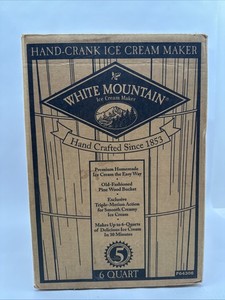 HAND-CRANK ICE CREAM MAKER
WHITE MOUNTAIN®
Ice Cream Maker
Hand Crafted Since 1853
Premium Homemade
Ice Cream the Easy Way
Old-Fashioned
Pine Wood Bucket
Exclusive
Triple-Motion Action
for Smooth Creamy
Ice Cream
Makes Up to 6-Quarts
of Delicious Ice Cream
In 30 Minutes
5
6 QUART